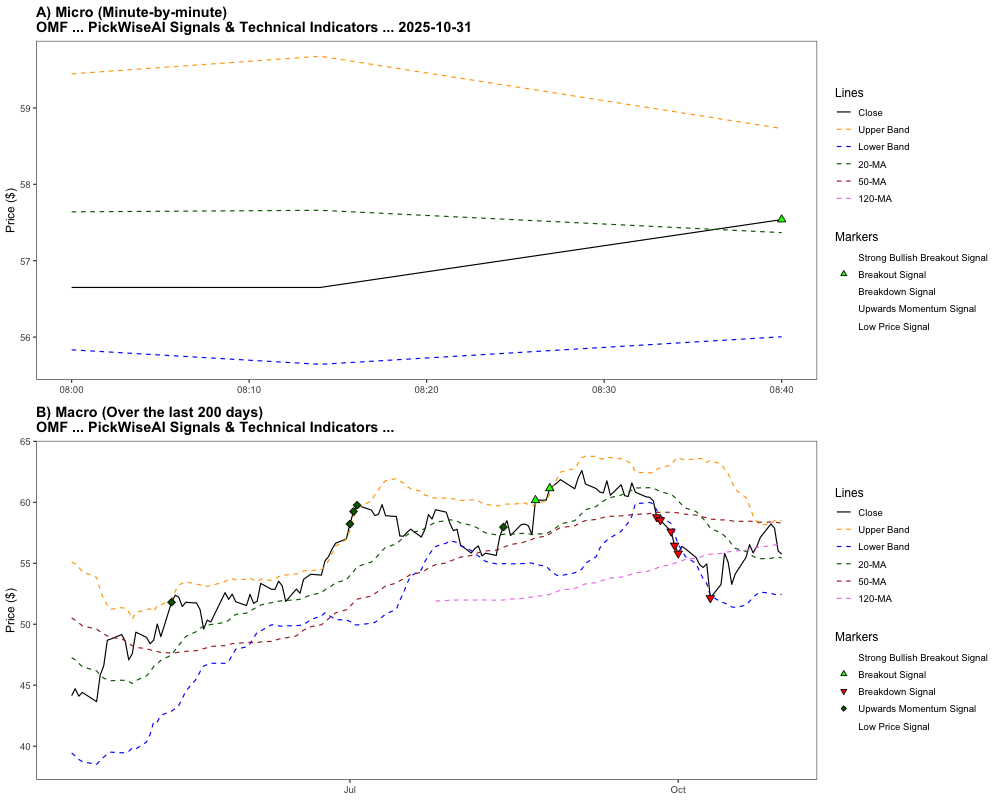 A) Micro (Minute-by-minute)
OMF ... PickWiseAI Signals & Technical Indicators ... 2025-10-31
Price ($)
59
58
57
56
08:00
08:10
08:20
08:30
08:40
Lines
Close
Upper Band
Lower Band
20-MA
50-MA
120-MA
Markers
Strong Bullish Breakout Signal
Breakout Signal
Breakdown Signal
Upwards Momentum Signal
Low Price Signal
B) Macro (Over the last 200 days)
OMF ... PickWiseAI Signals & Technical Indicators ...
Price ($)
65
60
55
50
45
40
Jul
Oct
Lines
Close
Upper Band
Lower Band
20-MA
50-MA
120-MA
Markers
Strong Bullish Breakout Signal
Breakout Signal
Breakdown Signal
Upwards Momentum Signal
Low Price Signal